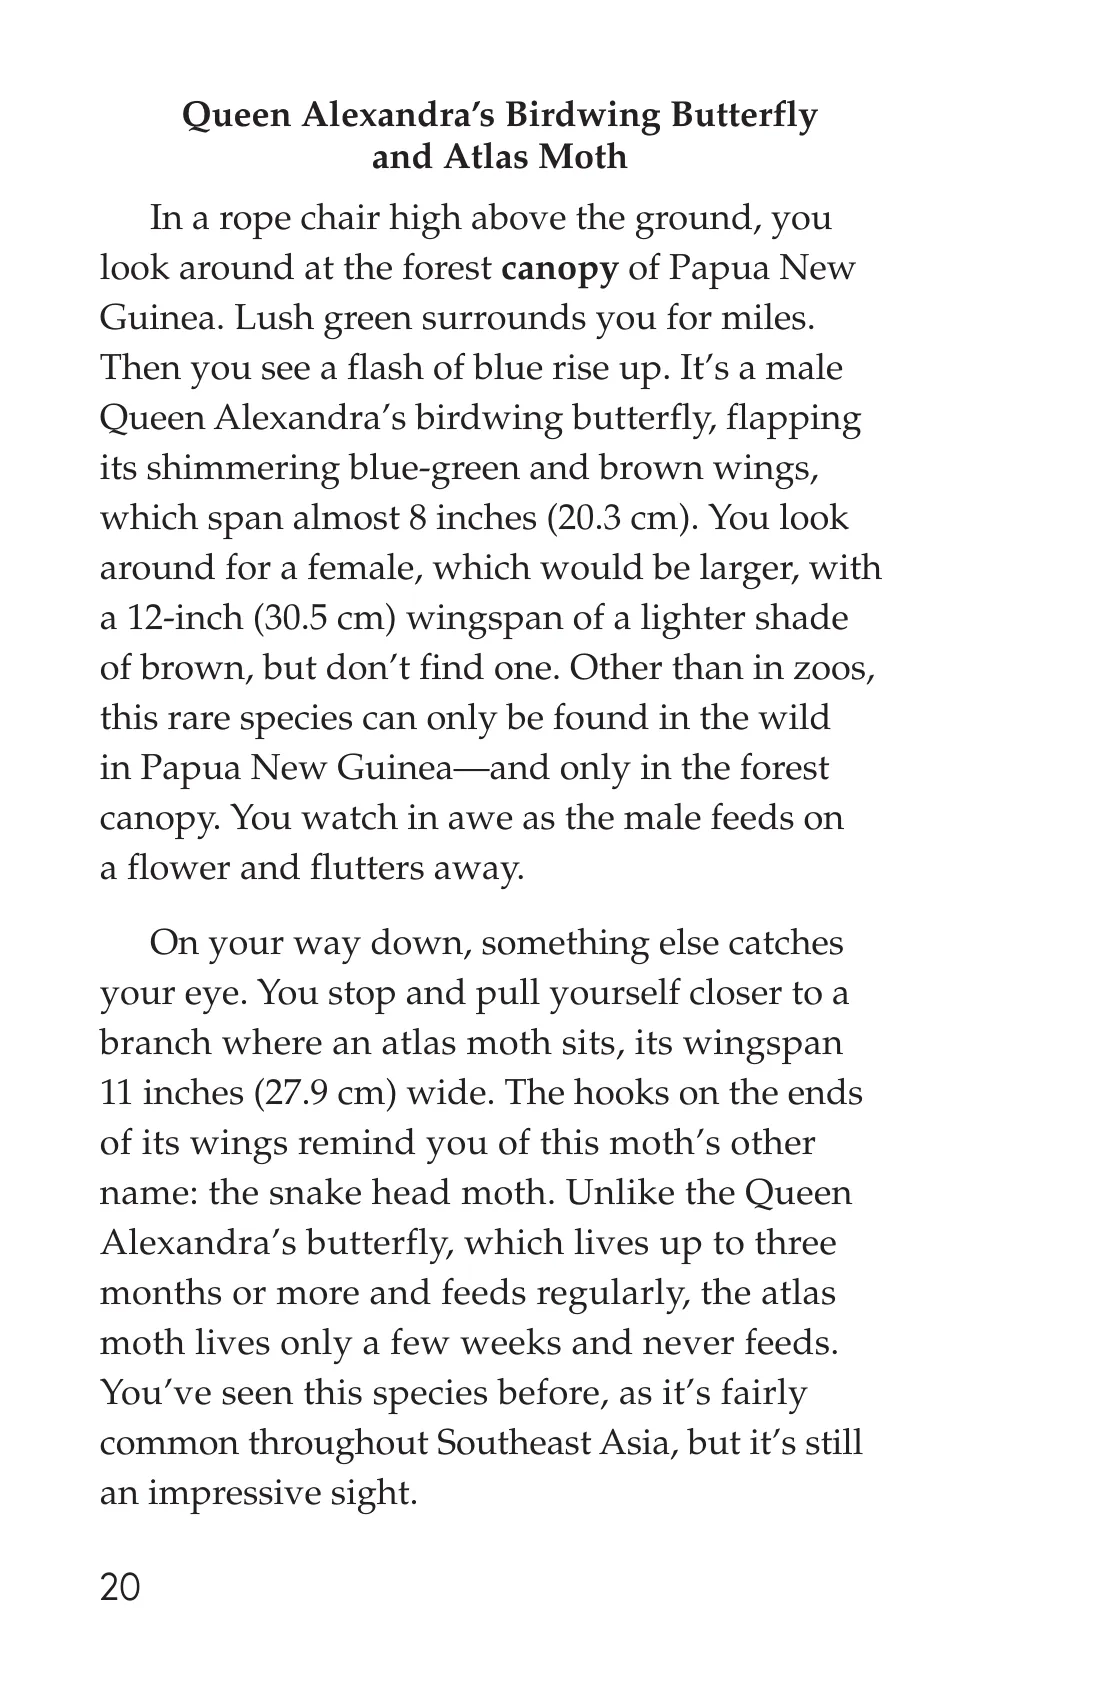 Queen Alexandra’s Birdwing Butterfly
and Atlas Moth
In a rope chair high above the ground, you
look around at the forest canopy of Papua New
Guinea. Lush green surrounds you for miles.
Then you see a flash of blue rise up. It’s a male
Queen Alexandra’s birdwing butterfly, flapping
its shimmering blue-green and brown wings,
which span almost 8 inches (20.3 cm). You look
around for a female, which would be larger, with
a 12-inch (30.5 cm) wingspan of a lighter shade
of brown, but don’t find one. Other than in zoos,
this rare species can only be found in the wild
in Papua New Guinea—and only in the forest
canopy. You watch in awe as the male feeds on
a flower and flutters away.
On your way down, something else catches
your eye. You stop and pull yourself closer to a
branch where an atlas moth sits, its wingspan
11 inches (27.9 cm) wide. The hooks on the ends
of its wings remind you of this moth’s other
name: the snake head moth. Unlike the Queen
Alexandra’s butterfly, which lives up to three
months or more and feeds regularly, the atlas
moth lives only a few weeks and never feeds.
You’ve seen this species before, as it’s fairly
common throughout Southeast Asia, but it’s still
an impressive sight.
20